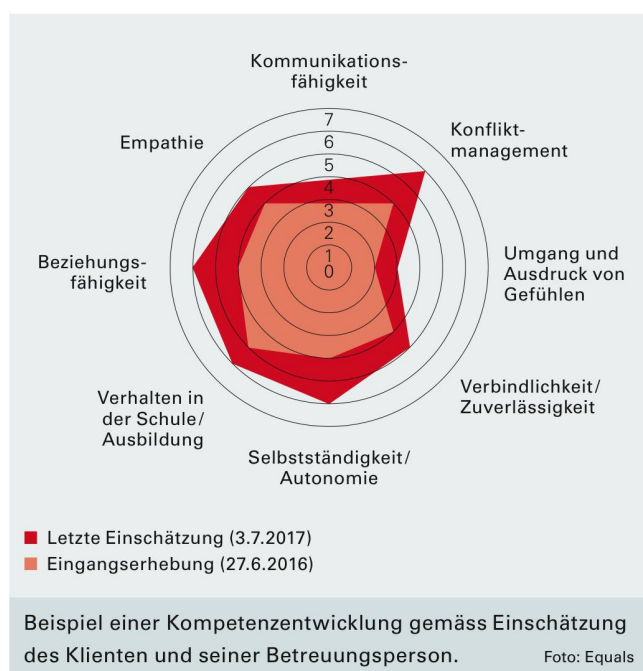 Kommunikations-
fähigkeit
Konflikt-
management
Umgang und
Ausdruck von
Gefühlen
Verbindlichkeit/
Zuverlässigkeit
Selbstständigkeit/
Autonomie
Verhalten in
der Schule/
Ausbildung
Beziehungs-
fähigkeit
Empathie
7
6
5
4
3
2
1
0
Letzte Einschätzung (3.7.2017)
Eingangserhebung (27.6.2016)
Beispiel einer Kompetenzentwicklung gemäss Einschätzung
des Klienten und seiner Betreuungsperson. Foto: Equals